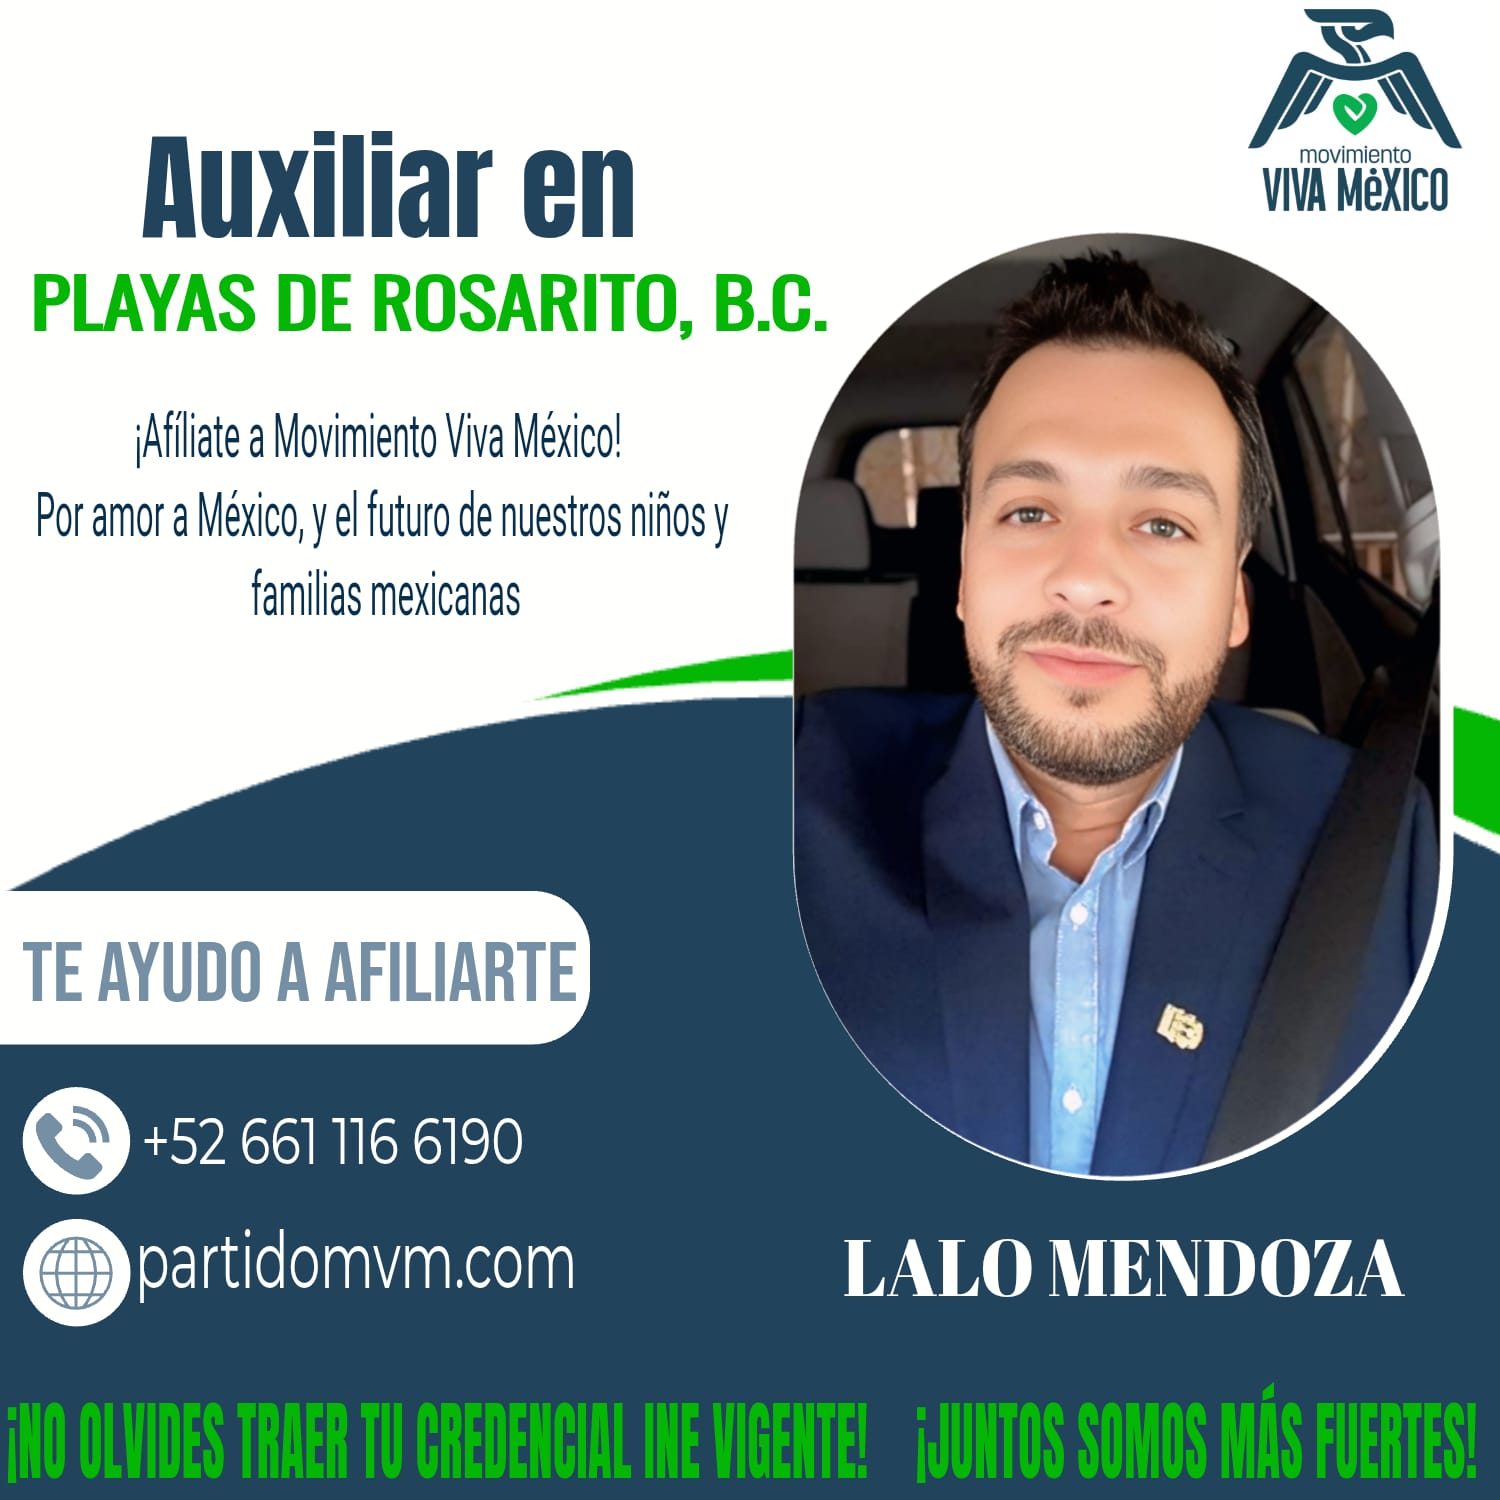 movimiento
VIVA MéXICO
Auxiliar en
PLAYAS DE ROSARITO, B.C.
¡Afíliate a Movimiento Viva México!
Por amor a México, y el futuro de nuestros niños y
familias mexicanas
TE AYUDO A AFILIARTE
+52 661 116 6190
partidomvm.com
LALO MENDOZA
¡NO OLVIDES TRAER TU CREDENCIAL INE VIGENTE! ¡JUNTOS SOMOS MÁS FUERTES!